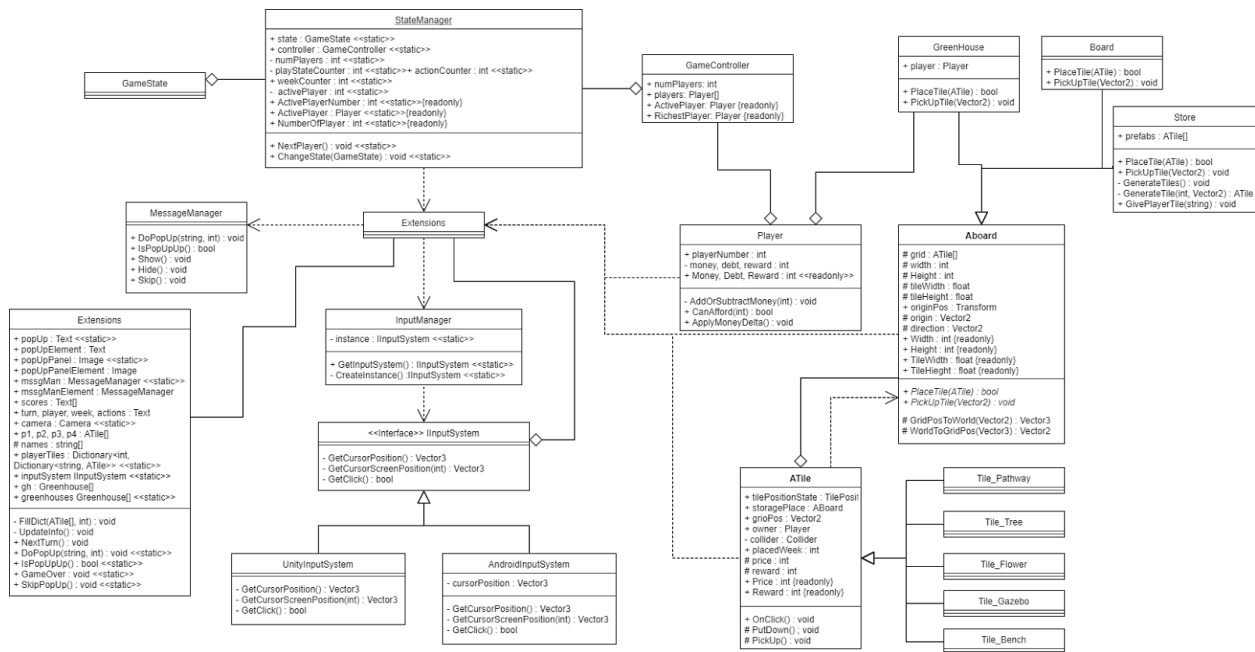 StateManager
+ state : GameState <<static>>
+ controller : GameController <<static>>
- numPlayers : int <<static>>
- playStateCounter : int <<static>>+ actionCounter : int <<static>>
+ weekCounter : int <<static>>
- activePlayer : int <<static>>
+ ActivePlayerNumber : int <<static>>{readonly}
+ ActivePlayer : Player <<static>>{readonly}
+ NumberOfPlayer : int <<static>>{readonly}
+ NextPlayer() : void <<static>>
+ ChangeState(GameState) : void <<static>>
GameState
GameController
+ numPlayers: int
+ players: Player[]
+ ActivePlayer: Player {readonly}
+ RichestPlayer: Player {readonly}
GreenHouse
+ player : Player
+ PlaceTile(ATile) : bool
+ PickUpTile(Vector2) : void
Board
+ PlaceTile(ATile) : bool
+ PickUpTile(Vector2) : void
Store
+ prefabs : ATile[]
+ PlaceTile(ATile) : bool
+ PickUpTile(Vector2) : void
- GenerateTiles() : void
- GenerateTile(int, Vector2) : ATile
+ GivePlayerTile(string) : void
MessageManager
+ DoPopUp(string, int) : void
+ IsPopUpUp() : bool
+ Show() : void
+ Hide() : void
+ Skip() : void
Extensions
Player
+ playerNumber : int
- money, debt, reward : int
+ Money, Debt, Reward : int <<readonly>>
- AddOrSubtractMoney(int) : void
+ CanAfford(int) : bool
+ ApplyMoneyDelta() : void
Aboard
# grid : ATile[]
# width : int
# Height : int
# tileWidth : float
# tileHeight : float
+ originPos : Transform
# origin : Vector2
# direction : Vector2
+ Width : int {readonly}
+ Height : int {readonly}
+ TileWidth : float {readonly}
+ TileHieght : float {readonly}
+ PlaceTile(ATile) : bool
+ PickUpTile(Vector2) : void
# GridPosToWorld(Vector2) : Vector3
# WorldToGridPos(Vector3) : Vector2
Extensions
+ popUp : Text <<static>>
+ popUpElement : Text
+ popUpPanel : Image <<static>>
+ popUpPanelElement : Image
+ mssgMan : MessageManager <<static>>
+ mssgManElement : MessageManager
+ scores : Text[]
+ turn, player, week, actions : Text
+ camera : Camera <<static>>
+ p1, p2, p3, p4 : ATile[]
# names : string[]
+ playerTiles : Dictionary<int,
Dictionary<string, ATile>> <<static>>
+ inputSystem IInputSystem <<static>>
+ gh : Greenhouse[]
+ greenhouses Greenhouse[] <<static>>
- FillDict(ATile[], int) : void
- UpdateInfo() : void
+ NextTurn() : void
+ DoPopUp(string, int) : void <<static>>
+ IsPopUpUp() : bool <<static>>
+ GameOver : void <<static>>
+ SkipPopUp() : void <<static>>
InputManager
- instance : IInputSystem <<static>>
+ GetInputSystem() : IInputSystem <<static>>
- CreateInstance() :IInputSystem <<static>>
<<Interface>> IInputSystem
- GetCursorPosition() : Vector3
- GetCursorScreenPosition(int) : Vector3
- GetClick() : bool
UnityInputSystem
- GetCursorPosition() : Vector3
- GetCursorScreenPosition(int) : Vector3
- GetClick() : bool
AndroidInputSystem
- cursorPosition : Vector3
- GetCursorPosition() : Vector3
- GetCursorScreenPosition(int) : Vector3
- GetClick() : bool
ATile
+ tilePositionState : TilePosit
+ storagePlace : ABoard
+ grioPos : Vector2
+ owner : Player
- collider : Collider
+ placedWeek : int
# price : int
# reward : int
+ Price : int {readonly}
+ Reward : int {readonly}
+ OnClick() : void
# PutDown() ; void
# PickUp() : void
Tile_Pathway
Tile_Tree
Tile_Flower
Tile_Gazebo
Tile_Bench